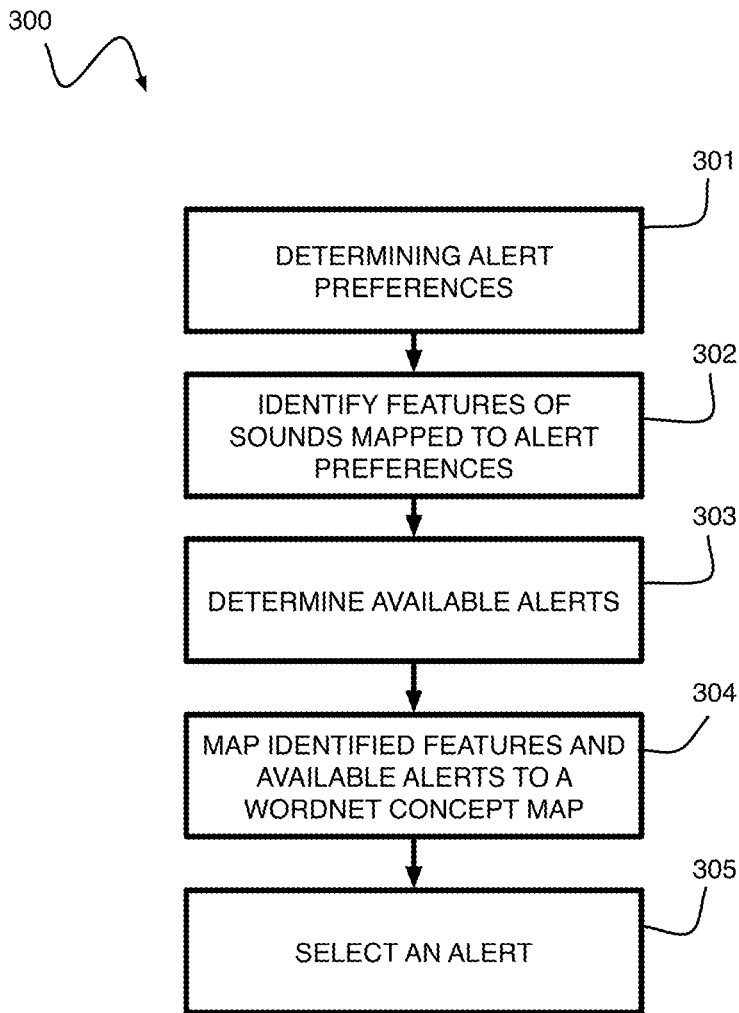 300
301
DETERMINING ALERT
PREFERENCES
302
IDENTIFY FEATURES OF
SOUNDS MAPPED TO ALERT
PREFERENCES
303
DETERMINE AVAILABLE ALERTS
304
MAP IDENTIFIED FEATURES AND
AVAILABLE ALERTS TO A
WORDNET CONCEPT MAP
305
SELECT AN ALERT